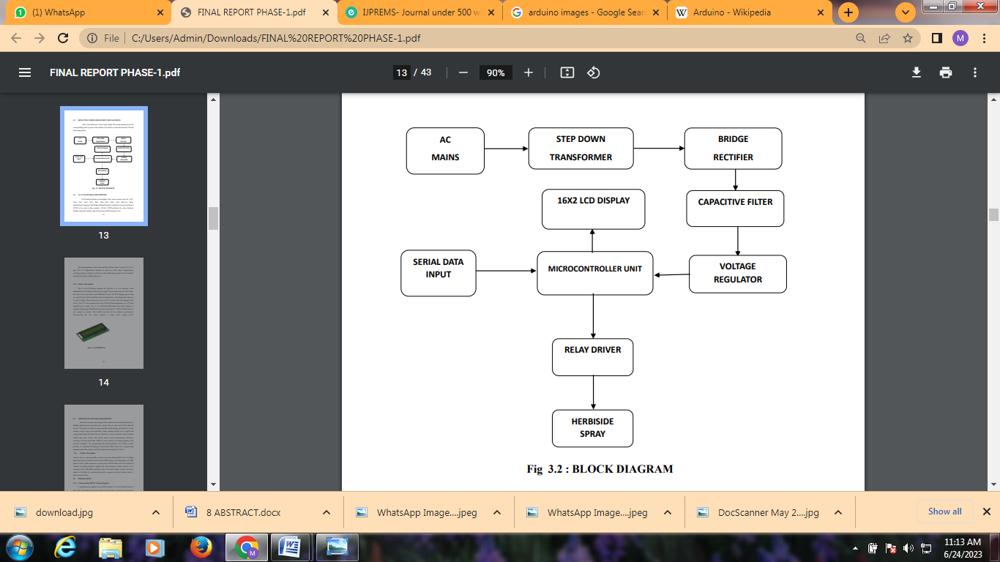 (1) WhatsApp
FINAL REPORT PHASE-1.pdf
IJPREMS- Journal under 500 w
arduino images - Google Sear
Arduino - Wikipedia
File
C:/Users/Admin/Downloads/FINAL%20REPORT%20PHASE-1.pdf
M
FINAL REPORT PHASE-1.pdf
13 / 43
90%
13
14
AC
MAINS
STEP DOWN
TRANSFORMER
BRIDGE
RECTIFIER
16X2 LCD DISPLAY
CAPACITIVE FILTER
SERIAL DATA
INPUT
MICROCONTROLLER UNIT
VOLTAGE
REGULATOR
RELAY DRIVER
HERBISIDE
SPRAY
Fig 3.2 : BLOCK DIAGRAM
download.jpg
8 ABSTRACT.docx
WhatsApp Image....jpeg
WhatsApp Image....jpeg
DocScanner May 2....jpg
Show all
11:13 AM
6/24/2023